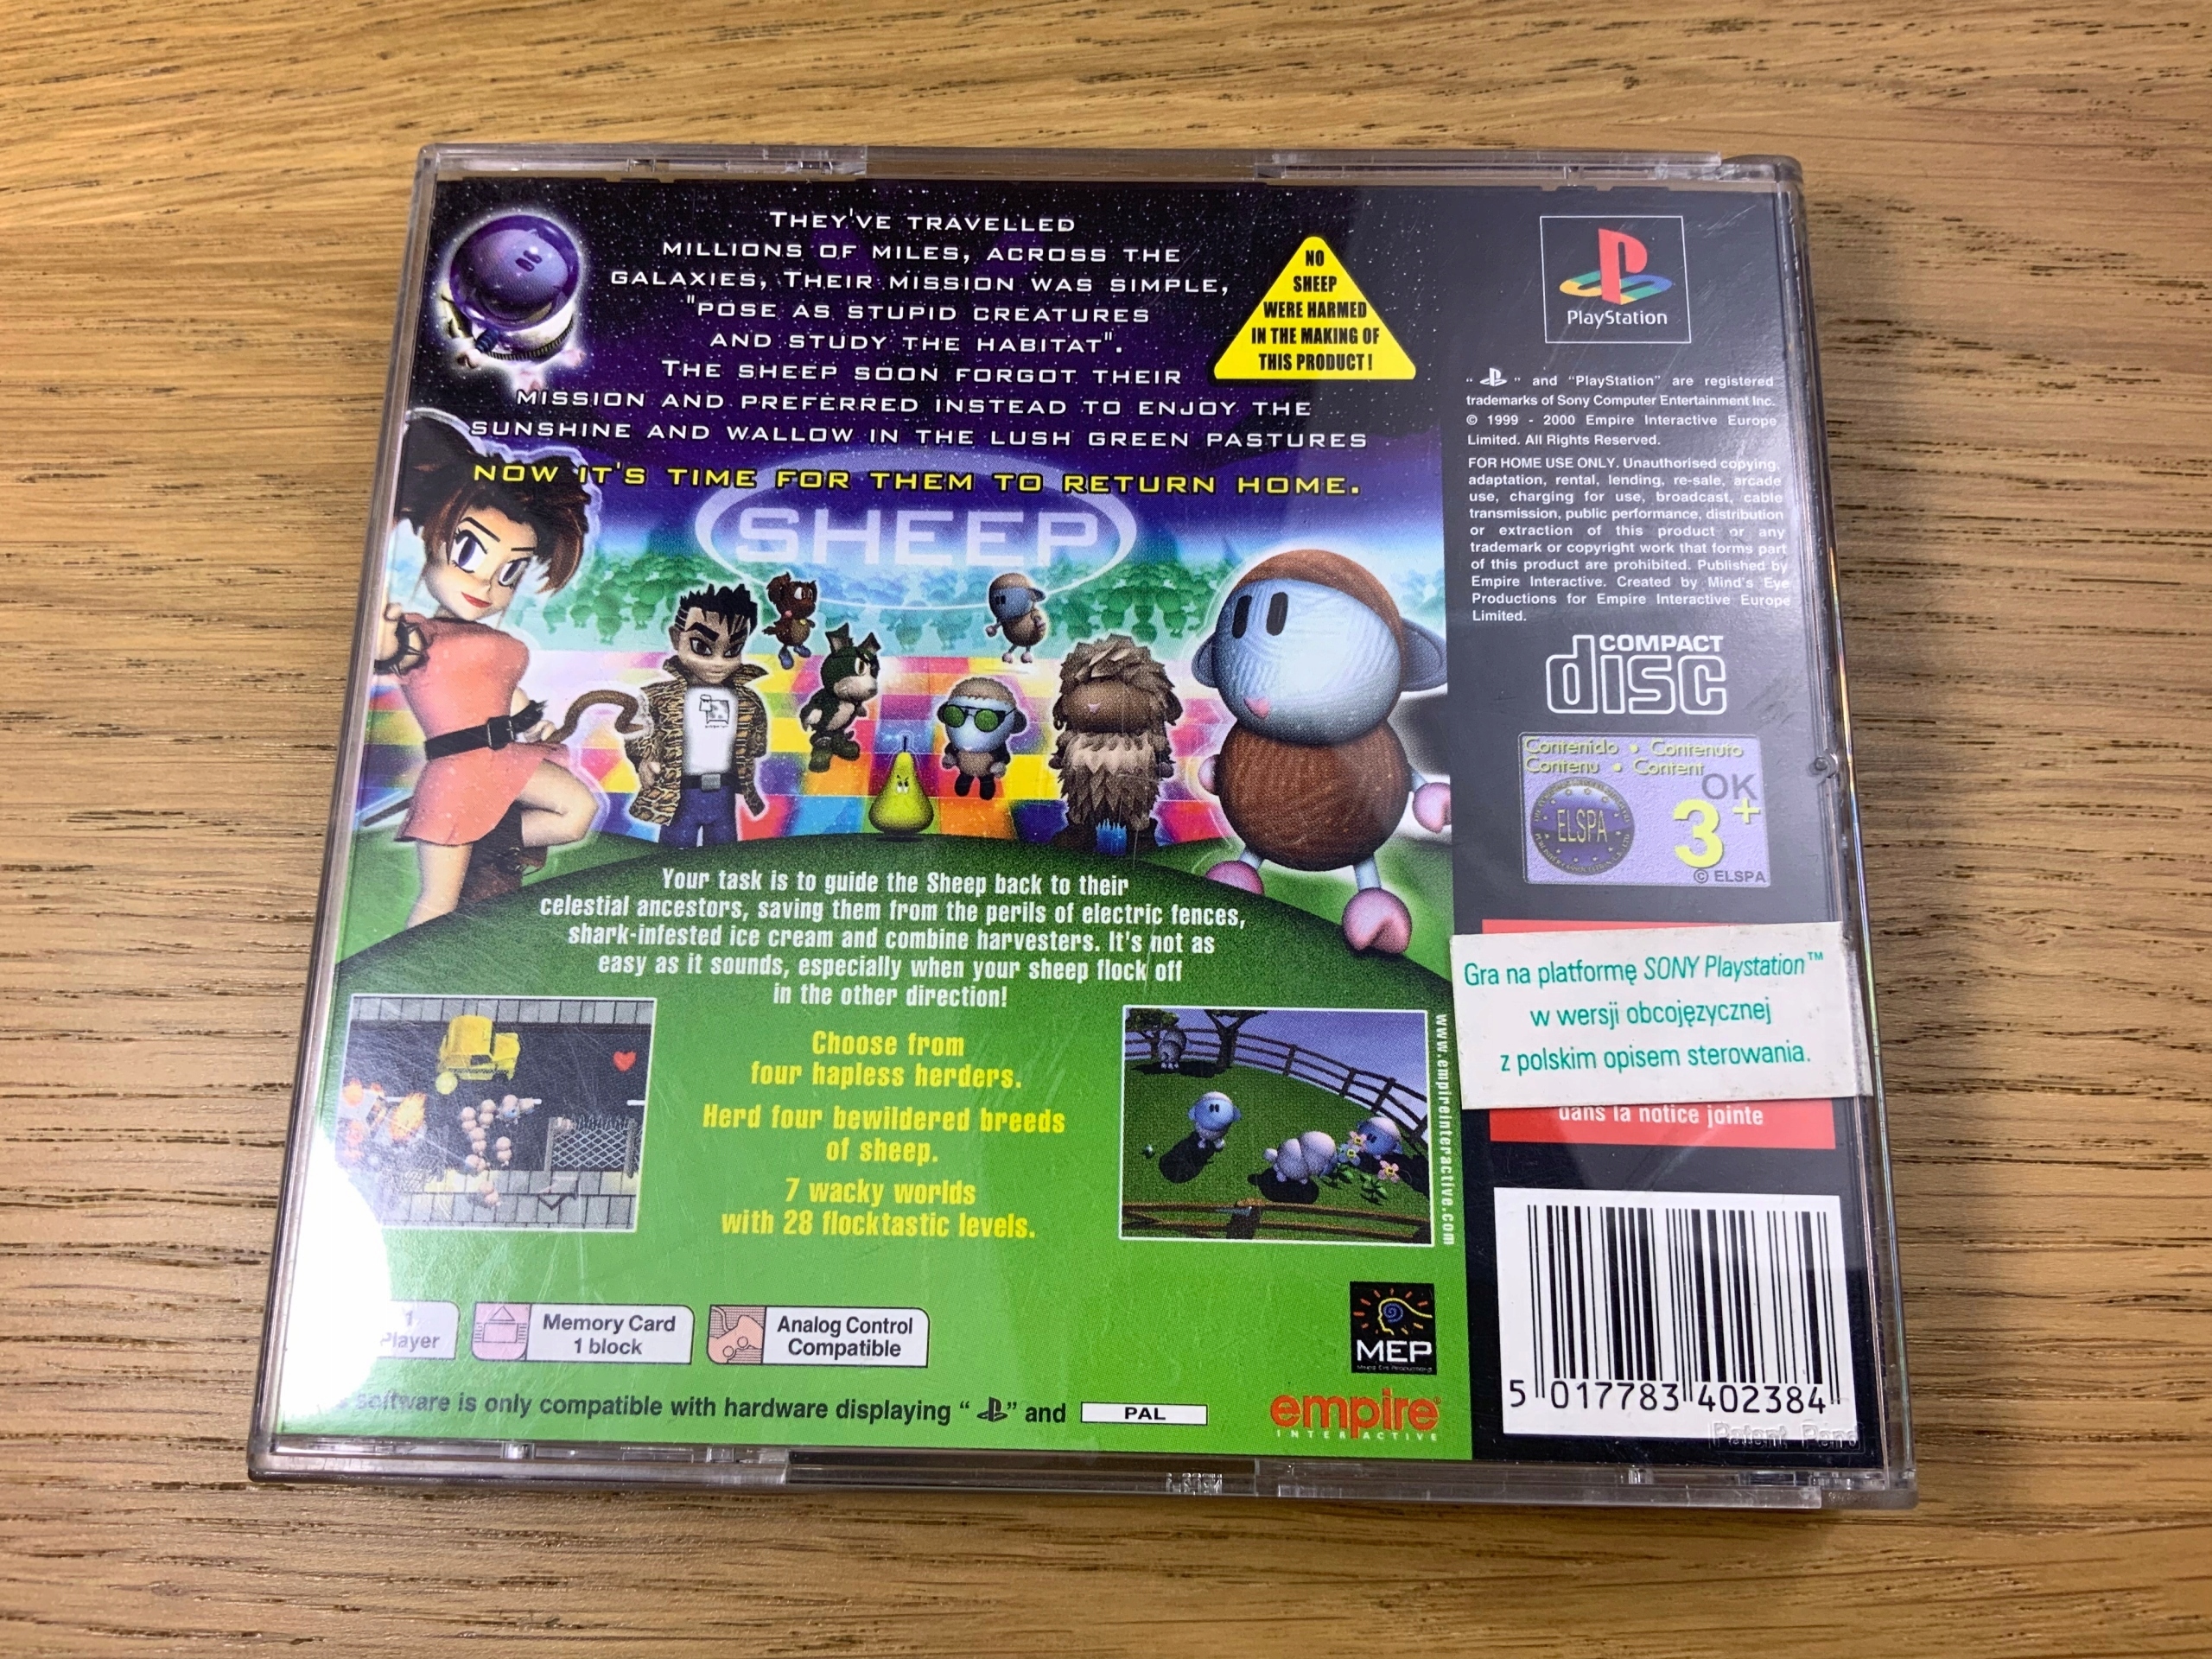 THEY'VE TRAVELLED
MILLIONS OF MILES, ACROSS THE
GALAXIES, THEIR MISSION WAS SIMPLE,
"POSE AS STUPID CREATURES
AND STUDY THE HABITAT".
THE SHEEP SOON FORGOT THEIR
MISSION AND PREFERRED INSTEAD TO ENJOY THE
SUNSHINE AND WALLOW IN THE LUSH GREEN PASTURES
NOW IT'S TIME FOR THEM TO RETURN HOME.
NO
SHEEP
WERE HARMED
IN THE MAKING OF
THIS PRODUCT!
SHEEP
Your task is to guide the Sheep back to their
celestial ancestors, saving them from the perils of electric fences,
shark-infested ice cream and combine harvesters. It's not as
easy as it sounds, especially when your sheep flock off
in the other direction!
Choose from
four hapless herders.
Herd four bewildered breeds
of sheep.
7 wacky worlds
with 28 flocktastic levels.
www.empireinteractive.com
1
Player
Memory Card
1 block
Analog Control
Compatible
software is only compatible with hardware displaying " " and PAL
MEP
empire
INTERACTIVE
PlayStation
" " and "PlayStation" are registered
trademarks of Sony Computer Entertainment Inc.
© 1999 - 2000 Empire Interactive Europe
Limited. All Rights Reserved.
FOR HOME USE ONLY. Unauthorised copying,
adaptation, rental, lending, re-sale, arcade
use, charging for use, broadcast, cable
transmission, public performance, distribution
or extraction of this product or any
trademark or copyright work that forms part
of this product are prohibited. Published by
Empire Interactive. Created by Mind's Eye
Productions for Empire Interactive Europe
Limited.
COMPACT
disc
Contenido • Contenuto
Contenu • Content
OK
ELSPA
3+
© ELSPA
Gra na platformę SONY Playstation™
w wersji obcojęzycznej
z polskim opisem sterowania.
dans la notice jointe
5 017783 402384
Patent Pend